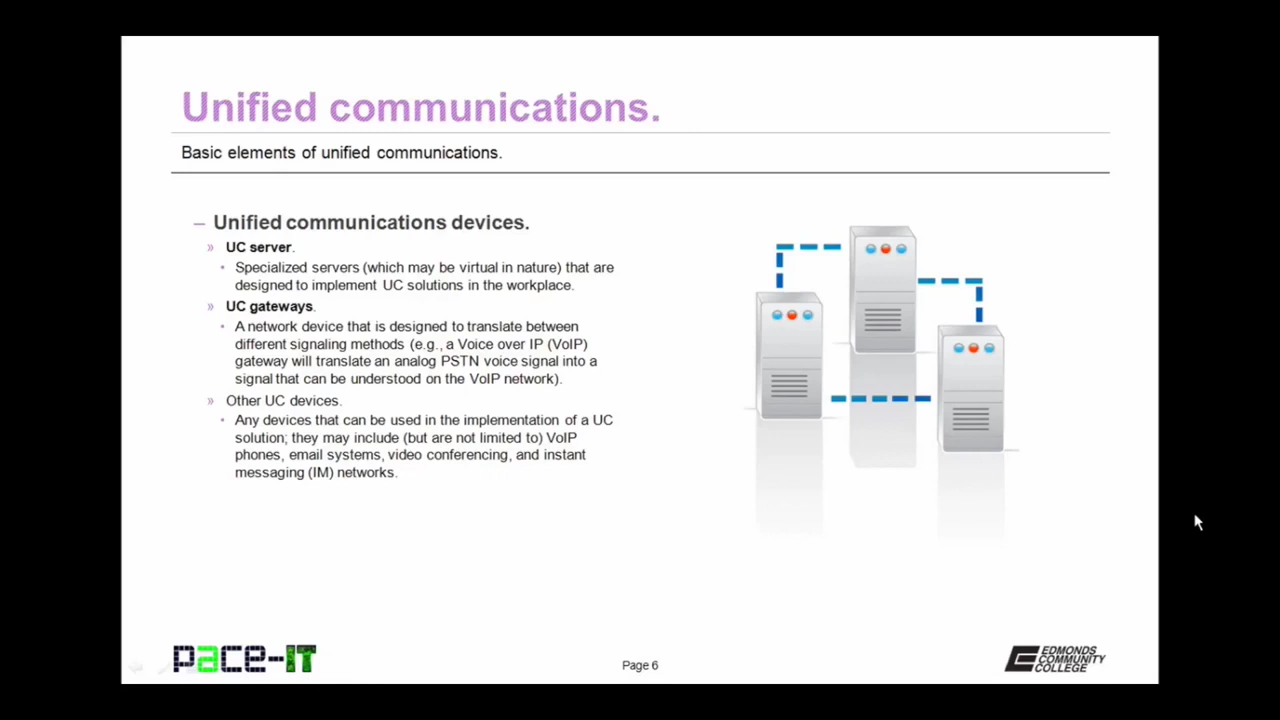 Unified communications.
Basic elements of unified communications.
– Unified communications devices.
» UC server.
• Specialized servers (which may be virtual in nature) that are
designed to implement UC solutions in the workplace.
» UC gateways.
• A network device that is designed to translate between
different signaling methods (e.g., a Voice over IP (VoIP)
gateway will translate an analog PSTN voice signal into a
signal that can be understood on the VoIP network).
» Other UC devices.
• Any devices that can be used in the implementation of a UC
solution; they may include (but are not limited to) VoIP
phones, email systems, video conferencing, and instant
messaging (IM) networks.
pace-IT
Page 6
EDMONDS
COMMUNITY
COLLEGE